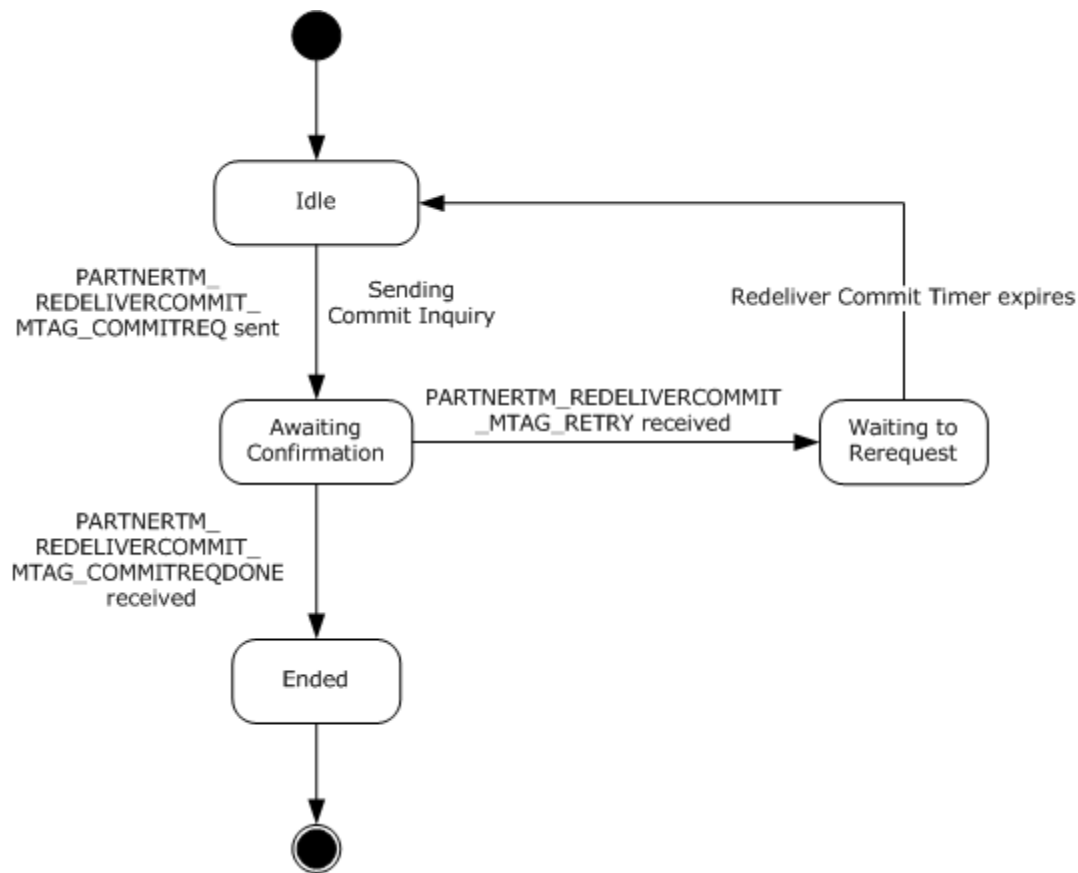 Idle
PARTNERTM_
REDELIVERCOMMIT_
MTAG_COMMITREQ sent
Sending
Commit Inquiry
Redeliver Commit Timer expires
Awaiting
Confirmation
PARTNERTM_REDELIVERCOMMIT
_MTAG_RETRY received
Waiting to
Rerequest
PARTNERTM_
REDELIVERCOMMIT_
MTAG_COMMITREQDONE
received
Ended